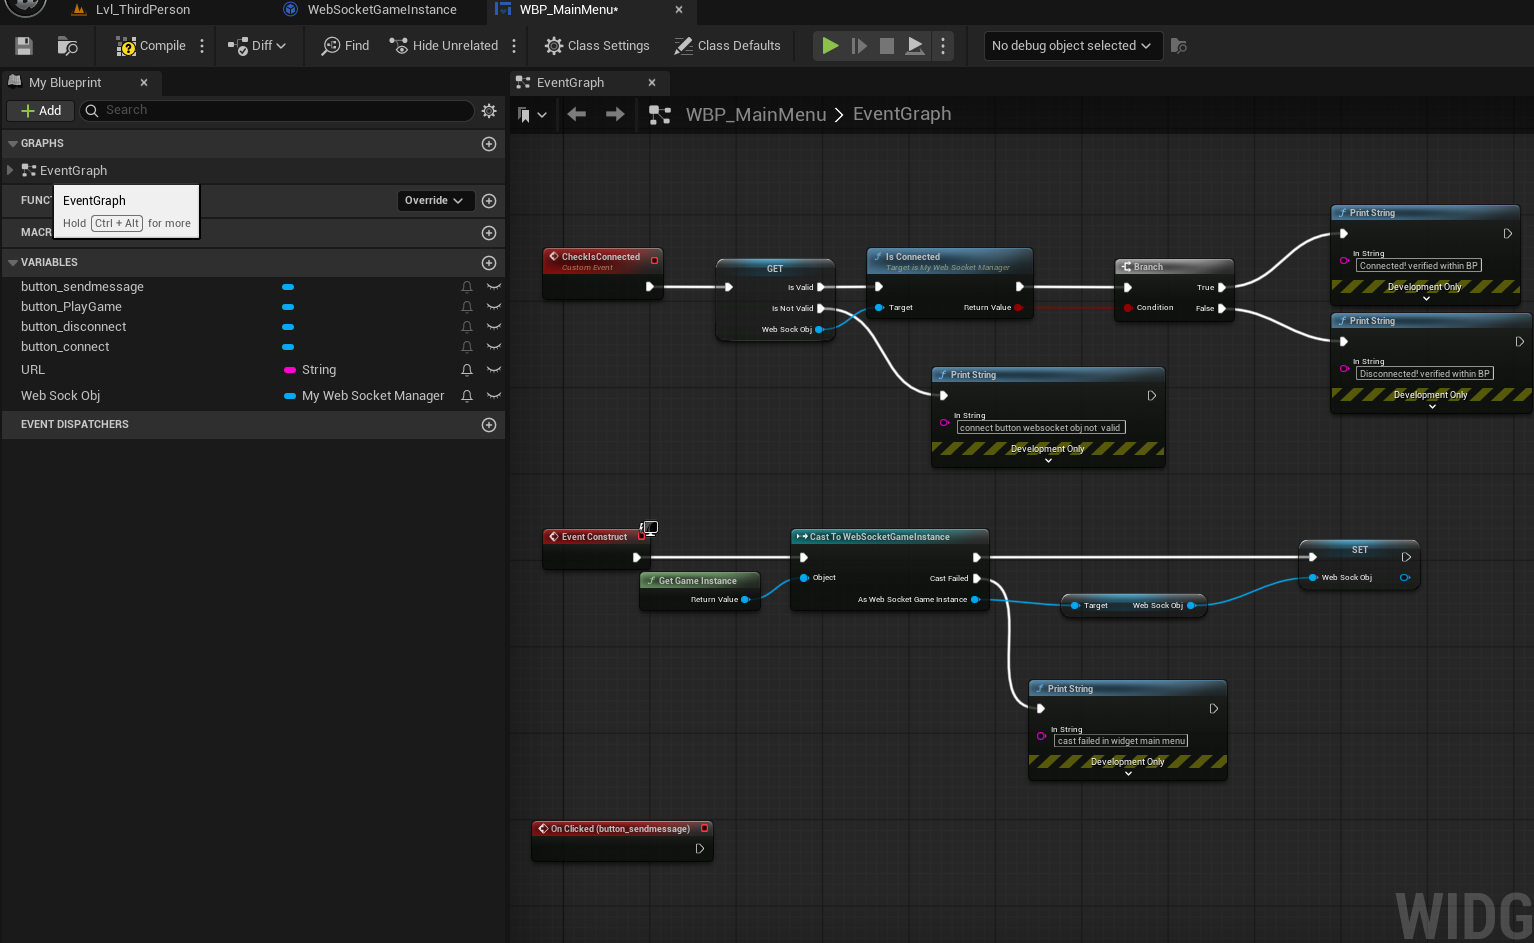 Lvl_ThirdPerson
WebSocketGameInstance
WBP_MainMenu*
Compile
Diff
Find
Hide Unrelated
Class Settings
Class Defaults
No debug object selected
My Blueprint
EventGraph
+ Add
Search
WBP_MainMenu > EventGraph
GRAPHS
EventGraph
FUNCT
Override
EventGraph
Hold Ctrl + Alt for more
MACR
VARIABLES
button_sendmessage
button_PlayGame
button_disconnect
button_connect
URL String
Web Sock Obj My Web Socket Manager
EVENT DISPATCHERS
CheckIsConnected
Custom Event
GET
Is Valid
Is Not Valid
Web Sock Obj
Is Connected
Target is My Web Socket Manager
Target Return Value
Branch
True
Condition False
Print String
In String
Connected! verified within BP
Development Only
Print String
In String
Disconnected! verified within BP
Development Only
Print String
In String
connect button websocket obj not valid
Development Only
Event Construct
Get Game Instance
Return Value
Cast To WebSocketGameInstance
Object Cast Failed
As Web Socket Game Instance
Target Web Sock Obj
SET
Web Sock Obj
Print String
In String
cast failed in widget main menu
Development Only
On Clicked (button_sendmessage)
WIDG